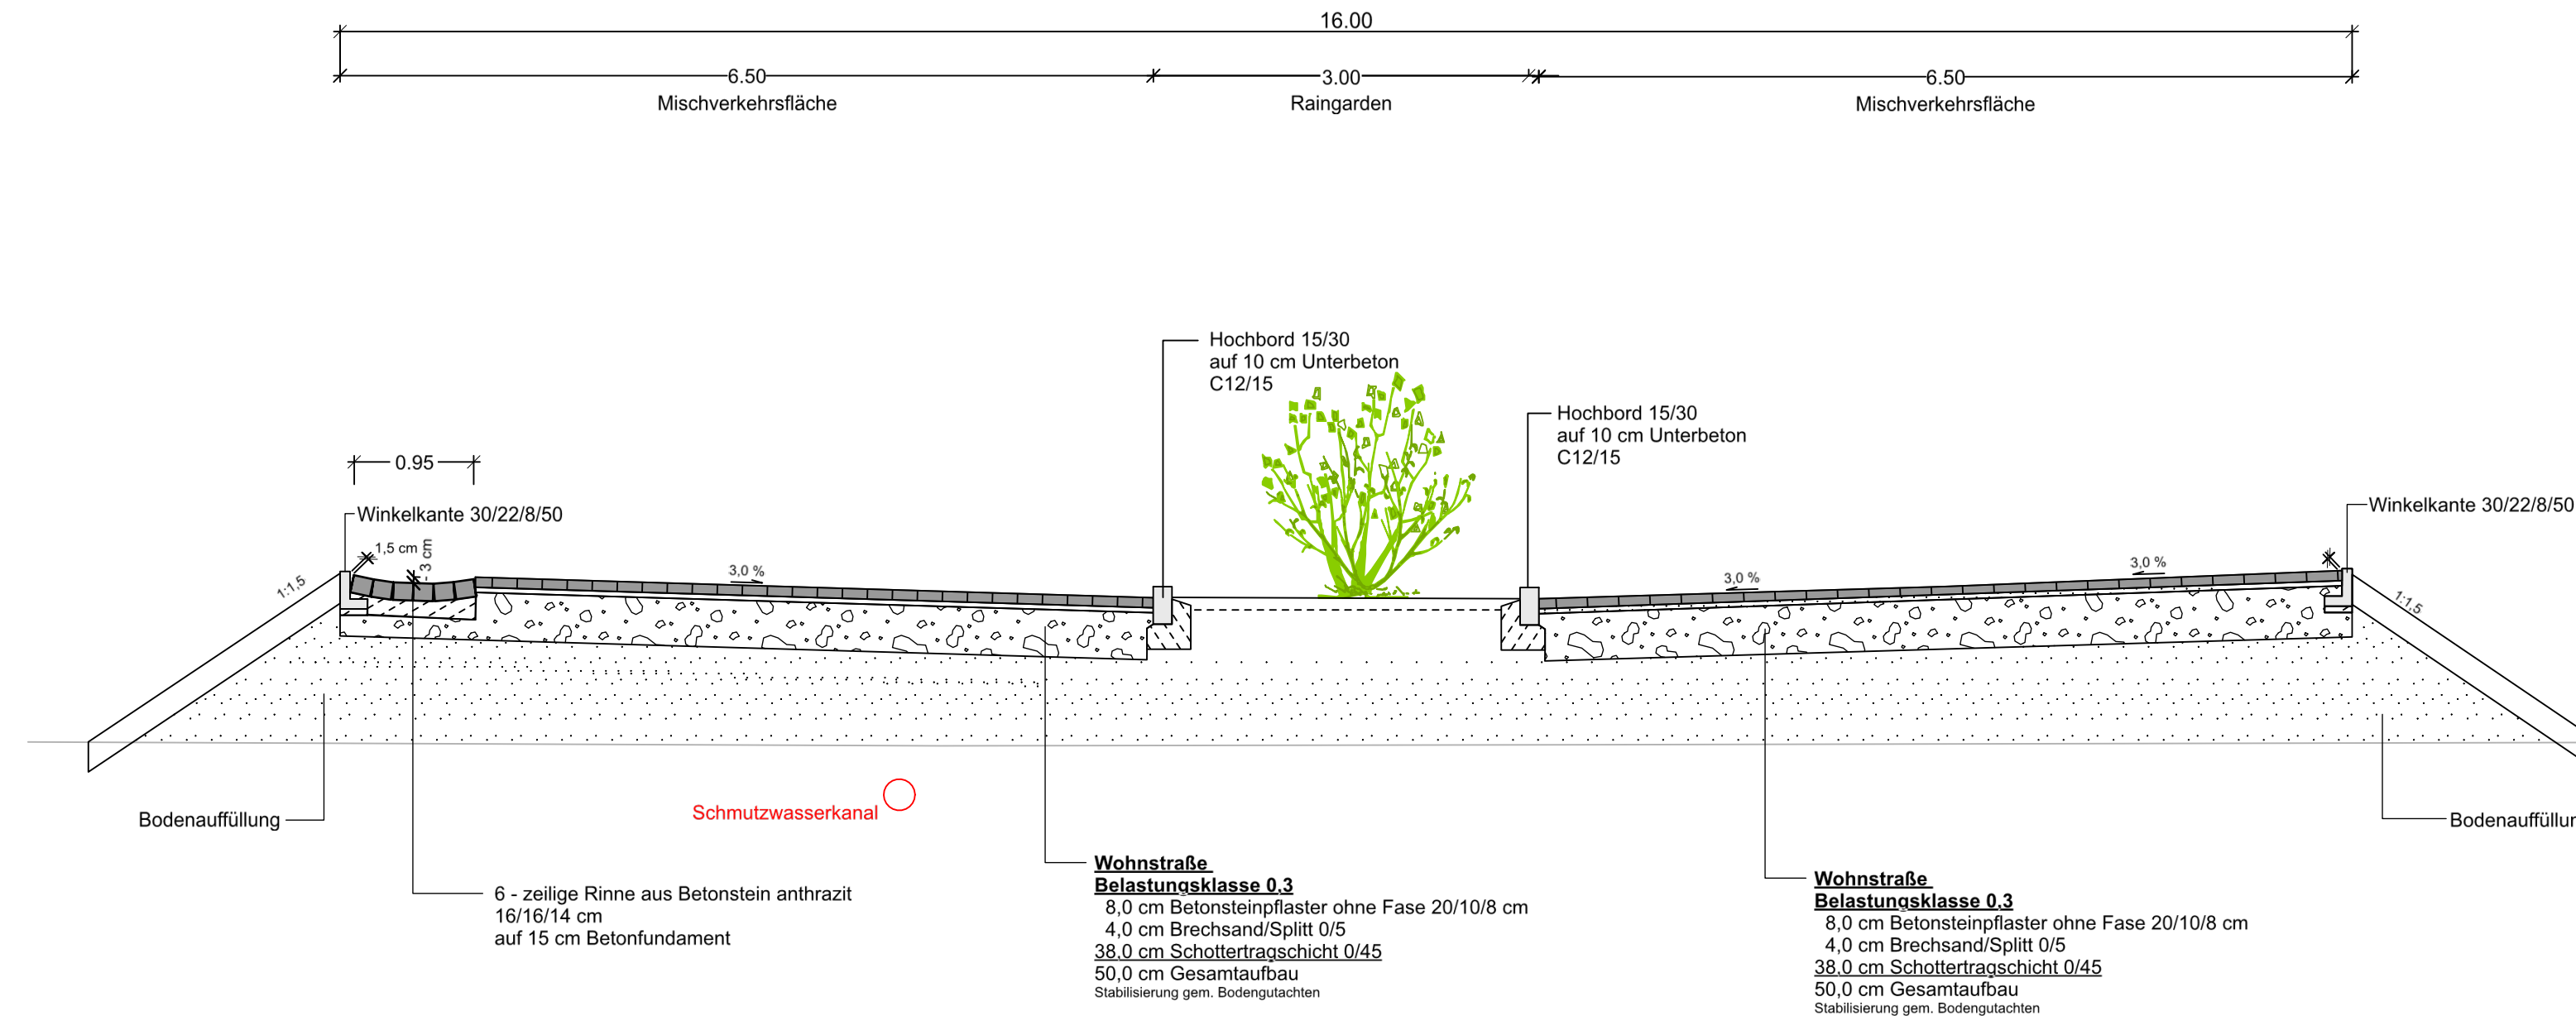 16.00
6.50
3.00
6.50
Mischverkehrsfläche
Raingarden
Mischverkehrsfläche
Hochbord 15/30
auf 10 cm Unterbeton
C12/15
Hochbord 15/30
auf 10 cm Unterbeton
C12/15
0.95
Winkelkante 30/22/8/50
Winkelkante 30/22/8/50
1,5 cm
- 3 cm
1:1,5
3,0 %
3,0 %
3,0 %
1:1,5
Bodenauffüllung
Schmutzwasserkanal
Bodenauffüllu
6 - zeilige Rinne aus Betonstein anthrazit
16/16/14 cm
auf 15 cm Betonfundament
Wohnstraße
Belastungsklasse 0,3
8,0 cm Betonsteinpflaster ohne Fase 20/10/8 cm
4,0 cm Brechsand/Splitt 0/5
38,0 cm Schottertragschicht 0/45
50,0 cm Gesamtaufbau
Stabilisierung gem. Bodengutachten
Wohnstraße
Belastungsklasse 0,3
8,0 cm Betonsteinpflaster ohne Fase 20/10/8 cm
4,0 cm Brechsand/Splitt 0/5
38,0 cm Schottertragschicht 0/45
50,0 cm Gesamtaufbau
Stabilisierung gem. Bodengutachten